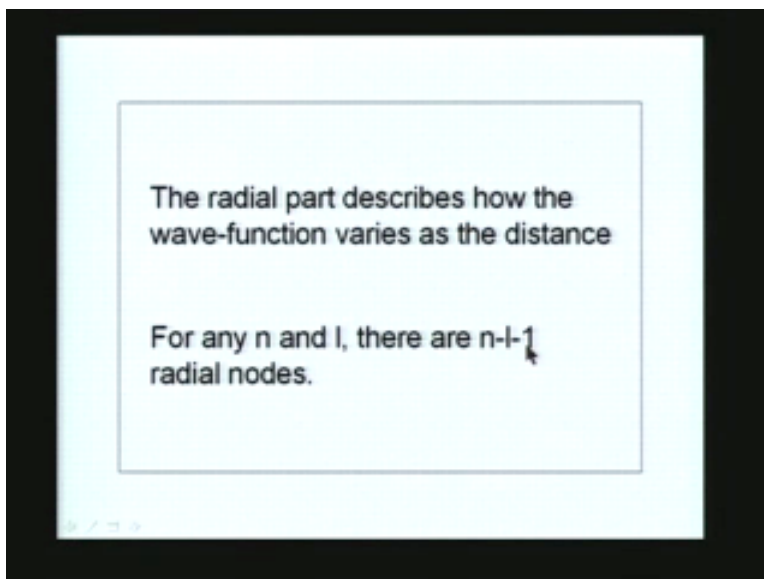 The radial part describes how the
wave-function varies as the distance
For any n and l, there are n-l-1
radial nodes.